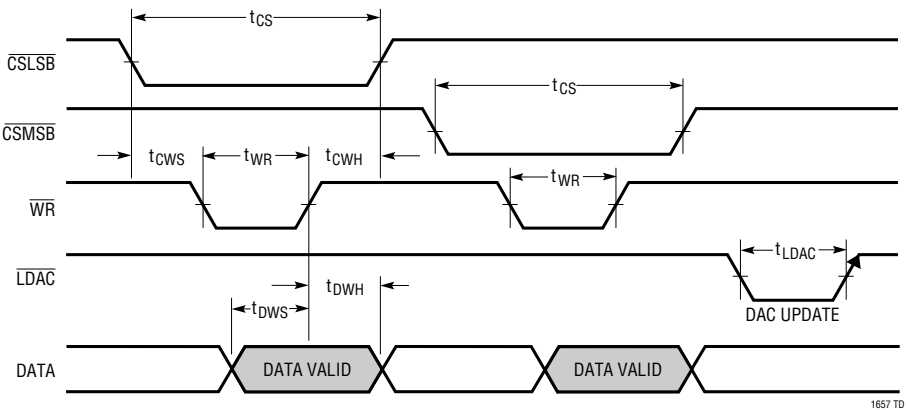 tCS
CSLSB
tCS
CSMSB
tCWS tWR tCWH
tWR
WR
tLDAC
LDAC
tDWH
tDWS
DAC UPDATE
DATA DATA VALID DATA VALID
1657 TD